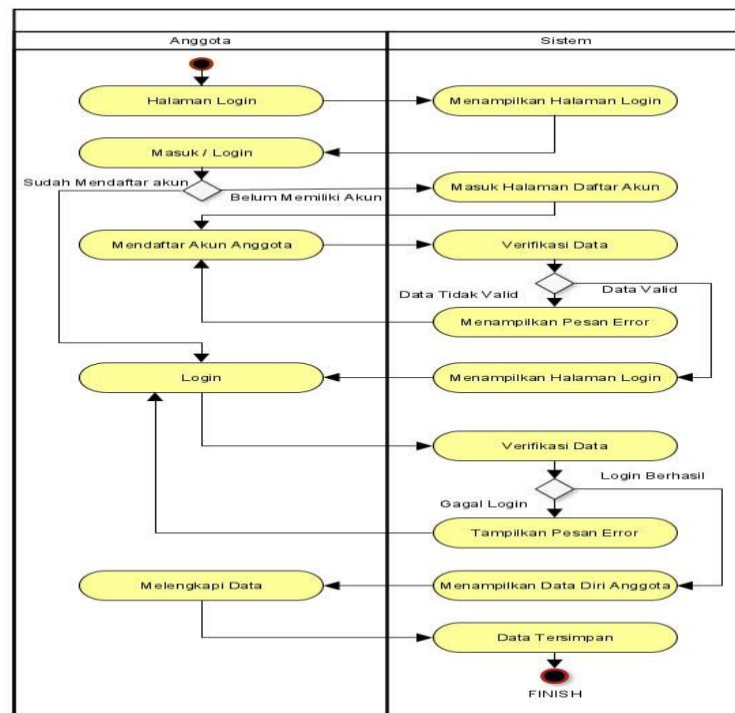 Anggota
Sistem
Halaman Login
Menampilkan Halaman Login
Masuk / Login
Sudah Mendaftar akun
Belum Memiliki Akun
Masuk Halaman Daftar Akun
Mendaftar Akun Anggota
Verifikasi Data
Data Tidak Valid
Data Valid
Menampilkan Pesan Error
Login
Menampilkan Halaman Login
Verifikasi Data
Login Berhasil
Gagal Login
Tampilkan Pesan Error
Melengkapi Data
Menampilkan Data Diri Anggota
Data Tersimpan
FINISH